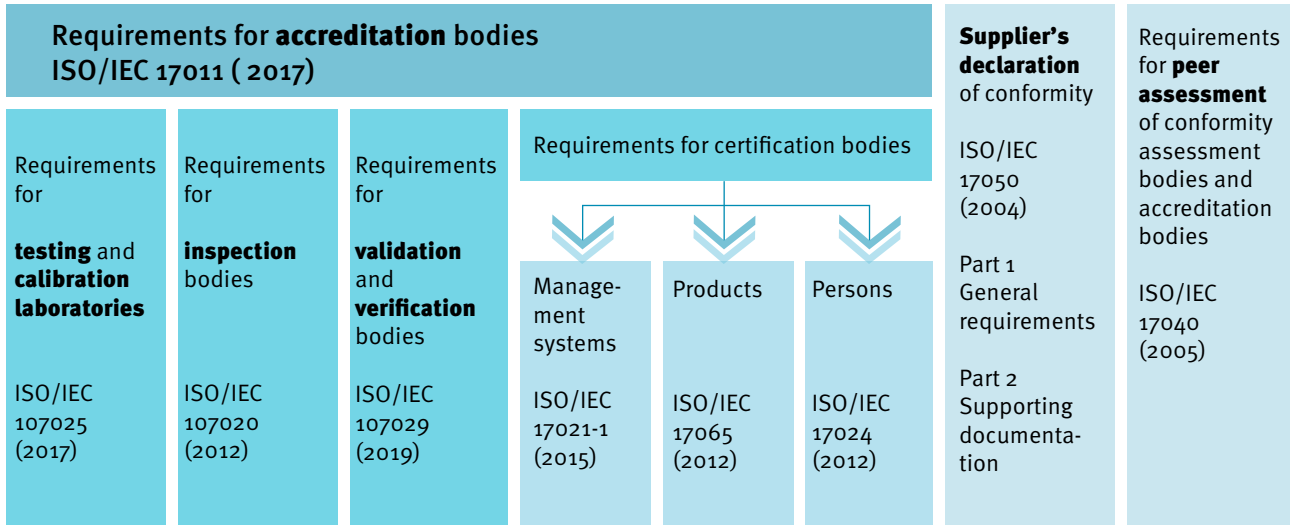 Requirements for accreditation bodies
ISO/IEC 17011 ( 2017)
Requirements
for
testing and
calibration
laboratories
ISO/IEC
107025
(2017)
Requirements
for
inspection
bodies
ISO/IEC
107020
(2012)
Requirements
for
validation
and
verification
bodies
ISO/IEC
107029
(2019)
Requirements for certification bodies
Manage-
ment
systems
ISO/IEC
17021-1
(2015)
Products
ISO/IEC
17065
(2012)
Persons
ISO/IEC
17024
(2012)
Supplier’s
declaration
of conformity
ISO/IEC
17050
(2004)
Part 1
General
requirements
Part 2
Supporting
documenta-
tion
Requirements
for peer
assessment
of conformity
assessment
bodies and
accreditation
bodies
ISO/IEC
17040
(2005)